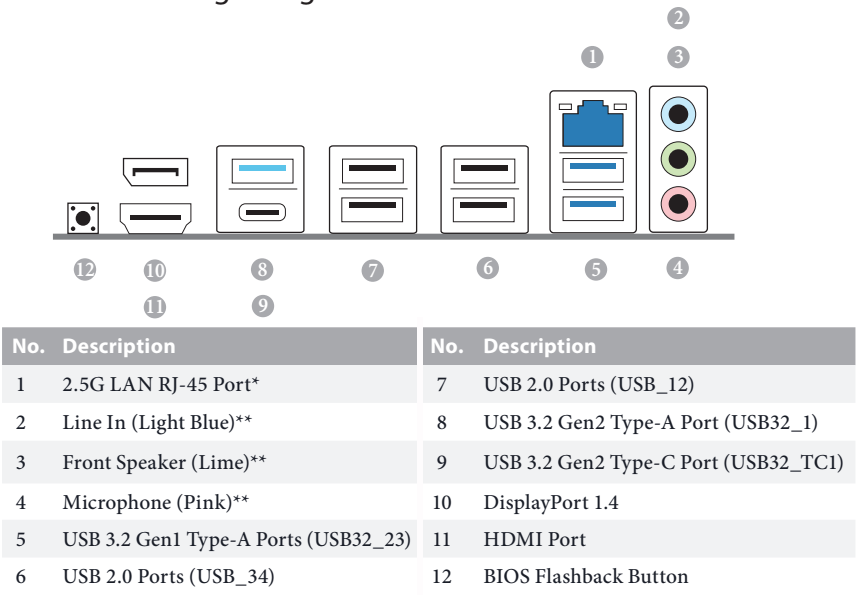 2
1 3
12 10 8 7 6 5 4
11 9
No. Description No. Description
1 2.5G LAN RJ-45 Port* 7 USB 2.0 Ports (USB_12)
2 Line In (Light Blue)** 8 USB 3.2 Gen2 Type-A Port (USB32_1)
3 Front Speaker (Lime)** 9 USB 3.2 Gen2 Type-C Port (USB32_TC1)
4 Microphone (Pink)** 10 DisplayPort 1.4
5 USB 3.2 Gen1 Type-A Ports (USB32_23) 11 HDMI Port
6 USB 2.0 Ports (USB_34) 12 BIOS Flashback Button